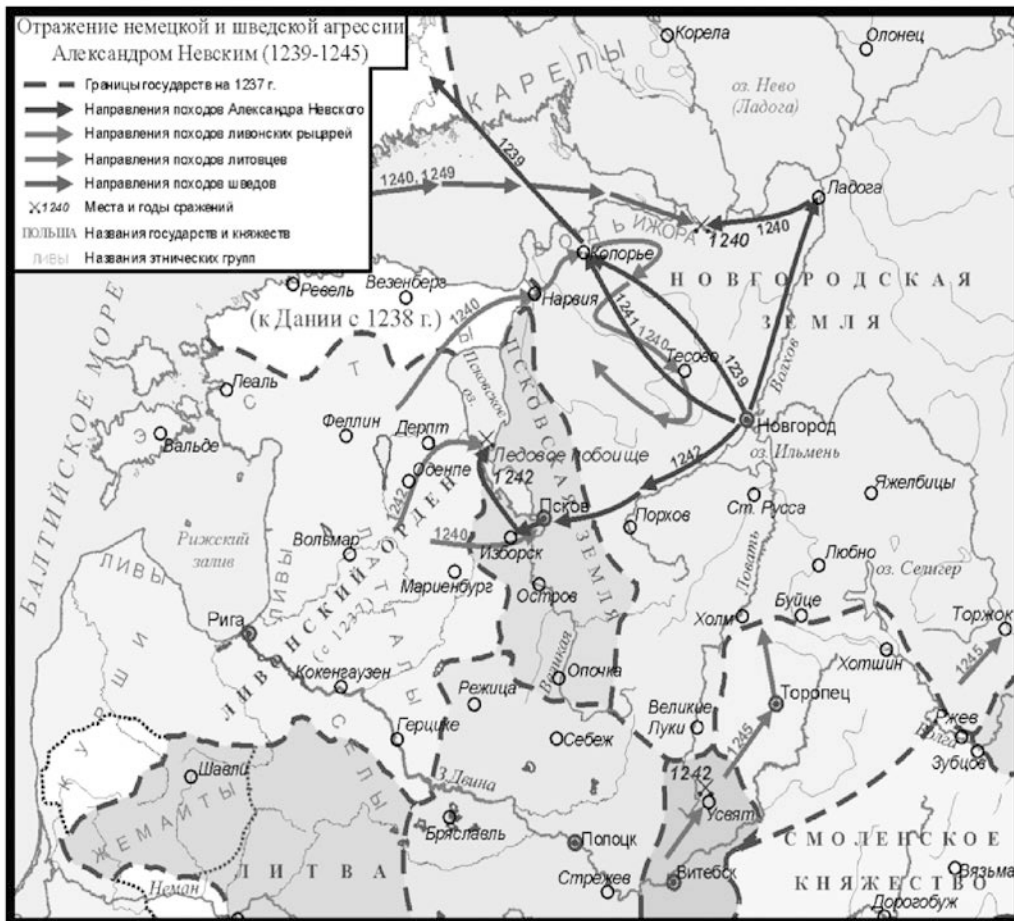 Отражение немецкой и шведской агрессии
Александром Невским (1239-1245)
Границы государств на 1237 г.
Направления походов Александра Невского
Направления походов ливонских рыцарей
Направления походов литовцев
Направления походов шведов
1240 Места и годы сражений
ПОЛЬША Названия государств и княжеств
ЛИВЫ Названия этнических групп
Корела
Олонец
КАРЕЛЫ
оз. Нево
(Ладога)
1239
1240, 1249
Ладога
1240
1240
ВОДЬ
ИЖОРА
Копорье
НОВГОРОДСКАЯ
ЗЕМЛЯ
Ревель
Везенберг
Нарвия
(к Дании с 1238 г.)
1240
1241
1240
Тесово
1239
Волхов
БАЛТИЙСКОЕ МОРЕ
Леаль
Псковское
оз.
ПСКОВСКАЯ ЗЕМЛЯ
Э
С
Т
Ы
Вальде
Феллин
Дерпт
Оденпе
Ледовое побоище
1242
1242
Новгород
оз. Ильмень
1242
Ст. Русса
Яжелбицы
Псков
Порхов
1240
Изборск
Рижский
залив
Вольмар
Мариенбург
Остров
Ловать
Любно
оз. Селигер
ЛИВЫ
ЛИВЫ
ЛАТГАЛЫ
ЛИВОНСКИЙ ОРДЕН
(с 1237)
Рига
Холм
Буйце
Торжок
Хотшин
1245
Кокенгаузен
Великая
Опочка
Режица
Торопец
Великие
Луки
Герцике
Себеж
1245
Ржев
Волга
Зубцов
КУРШИ
СЕЛЫ
Шавли
З.Двина
1242
Усвят
ЖЕМАЙТЫ
Бряславль
Полоцк
СМОЛЕНСКОЕ
КНЯЖЕСТВО
ЛИТВА
Неман
Стрежев
Витебск
Вязьма
Дорогобуж